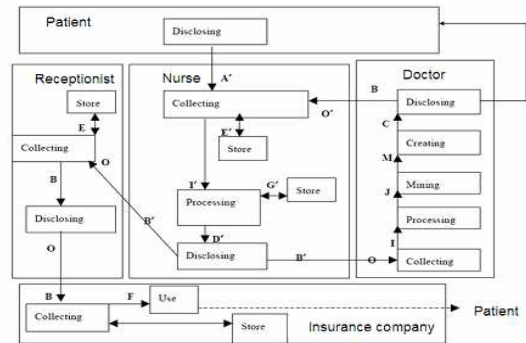 Patient
Disclosing
A′
Receptionist
Store
E
Collecting
O
B
Disclosing
O
B′
Nurse
Collecting
O′
E′
Store
I′
G′
Store
Processing
D′
Disclosing
B′
O
Doctor
B
Disclosing
C
Creating
M
Mining
J
Processing
I
Collecting
B
F
Use
Collecting
Store
Insurance company
Patient